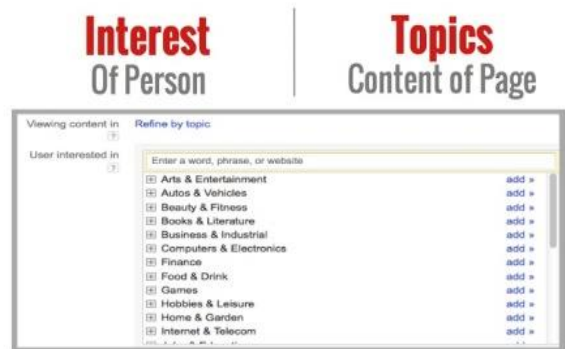 Interest
Of Person
Topics
Content of Page
Viewing content in Refine by topic
[?]
User interested in
[?]
Enter a word, phrase, or website
Arts & Entertainment add »
Autos & Vehicles add »
Beauty & Fitness add »
Books & Literature add »
Business & Industrial add »
Computers & Electronics add »
Finance add »
Food & Drink add »
Games add »
Hobbies & Leisure add »
Home & Garden add »
Internet & Telecom add »